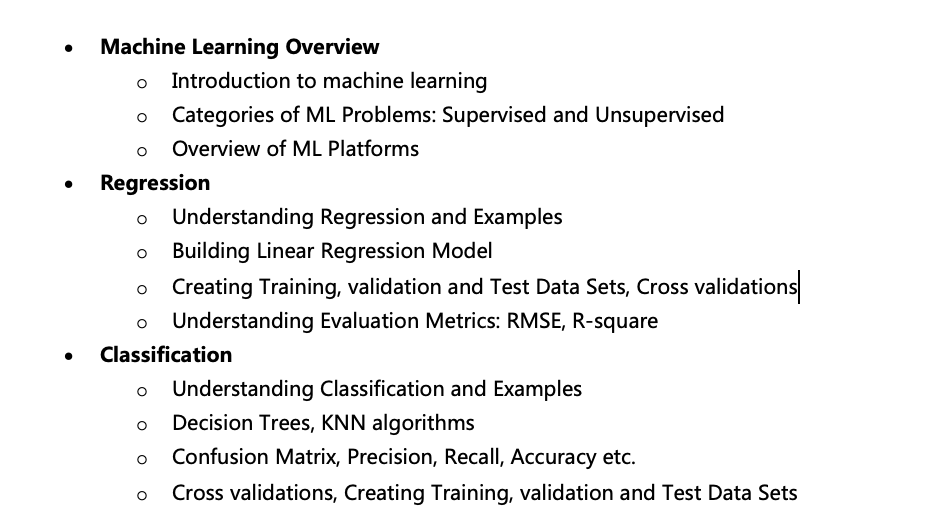 • Machine Learning Overview
o Introduction to machine learning
o Categories of ML Problems: Supervised and Unsupervised
o Overview of ML Platforms
• Regression
o Understanding Regression and Examples
o Building Linear Regression Model
o Creating Training, validation and Test Data Sets, Cross validations
o Understanding Evaluation Metrics: RMSE, R-square
• Classification
o Understanding Classification and Examples
o Decision Trees, KNN algorithms
o Confusion Matrix, Precision, Recall, Accuracy etc.
o Cross validations, Creating Training, validation and Test Data Sets